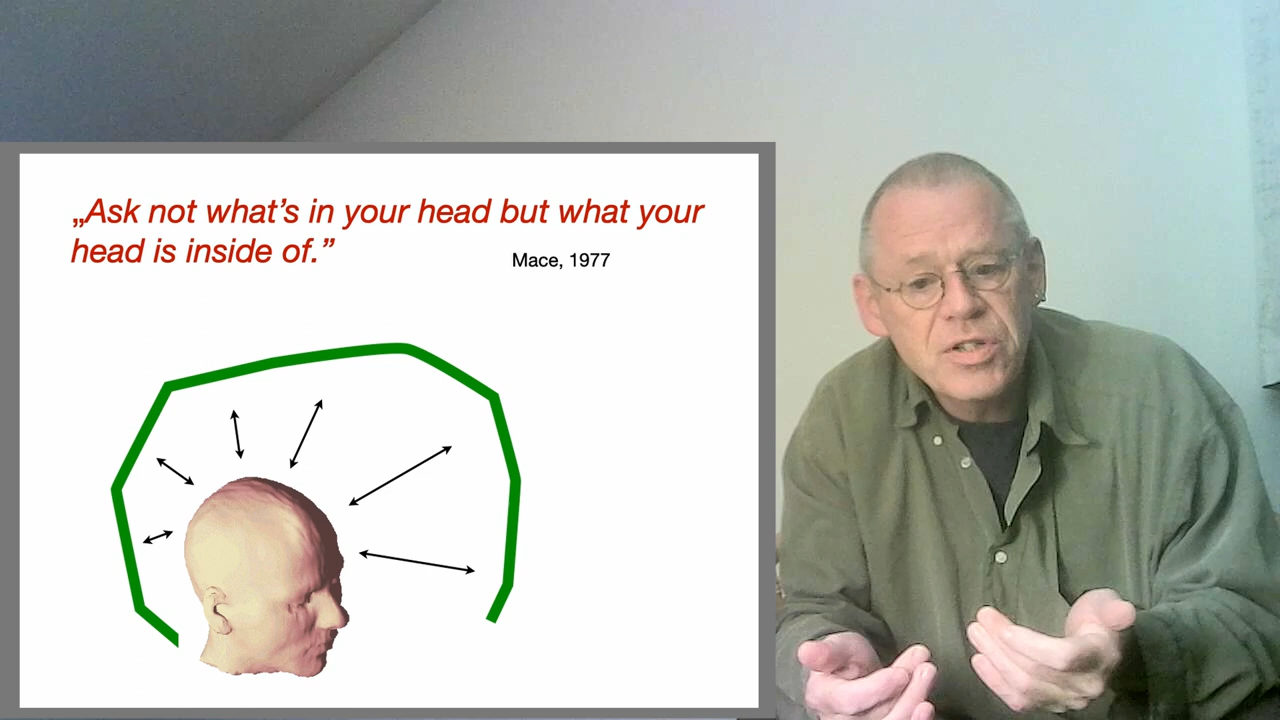 „Ask not what’s in your head but what your
head is inside of.”
Mace, 1977